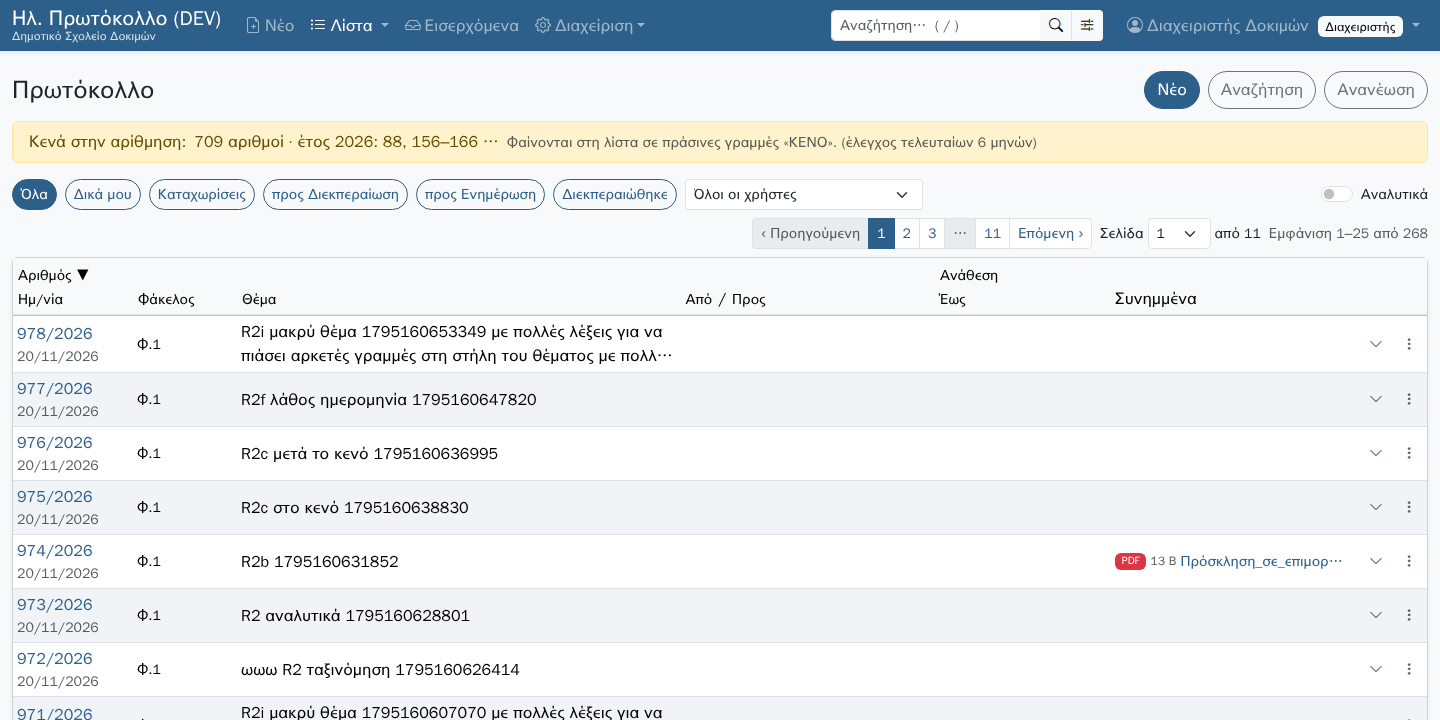 Ηλ. Πρωτόκολλο (DEV)
Δημοτικό Σχολείο Δοκιμών
Νέο
Λίστα
Εισερχόμενα
Διαχείριση
Αναζήτηση… ( / )
Διαχειριστής Δοκιμών
Διαχειριστής
Πρωτόκολλο
Νέο
Αναζήτηση
Ανανέωση
Κενά στην αρίθμηση: 709 αριθμοί · έτος 2026: 88, 156–166 … Φαίνονται στη λίστα σε πράσινες γραμμές «ΚΕΝΟ». (έλεγχος τελευταίων 6 μηνών)
Όλα
Δικά μου
Καταχωρίσεις
προς Διεκπεραίωση
προς Ενημέρωση
Διεκπεραιώθηκε
Όλοι οι χρήστες
Αναλυτικά
‹ Προηγούμενη 1 2 3 … 11 Επόμενη › Σελίδα 1 από 11 Εμφάνιση 1–25 από 268
Αριθμός ▼ Ανάθεση
Ημ/νία Φάκελος Θέμα Από / Προς Έως Συνημμένα
978/2026
20/11/2026
Φ.1
R2i μακρύ θέμα 1795160653349 με πολλές λέξεις για να
πιάσει αρκετές γραμμές στη στήλη του θέματος με πολλ…
977/2026
20/11/2026
Φ.1
R2f λάθος ημερομηνία 1795160647820
976/2026
20/11/2026
Φ.1
R2c μετά το κενό 1795160636995
975/2026
20/11/2026
Φ.1
R2c στο κενό 1795160638830
974/2026
20/11/2026
Φ.1
R2b 1795160631852
PDF 13 B Πρόσκληση_σε_επιμορ…
973/2026
20/11/2026
Φ.1
R2 αναλυτικά 1795160628801
972/2026
20/11/2026
Φ.1
ωωω R2 ταξινόμηση 1795160626414
971/2026
R2i μακρύ θέμα 1795160607070 με πολλές λέξεις για να